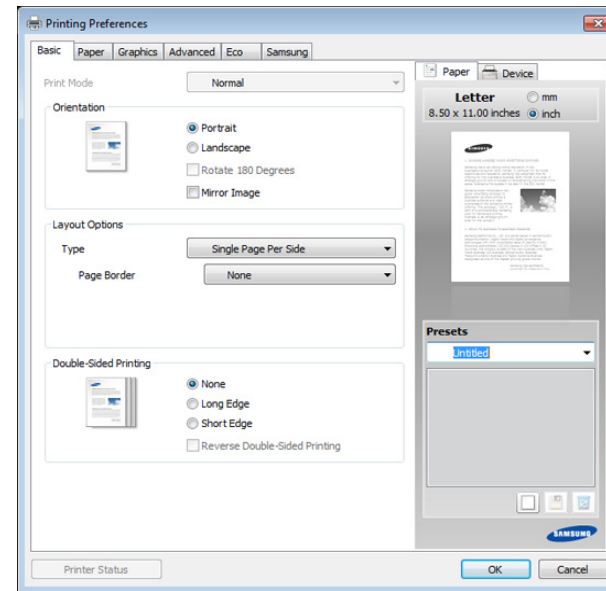 Printing Preferences
Basic Paper Graphics Advanced Eco Samsung
Print Mode Normal
Orientation
Portrait
Landscape
Rotate 180 Degrees
Mirror Image
Layout Options
Type Single Page Per Side
Page Border None
Double-Sided Printing
None
Long Edge
Short Edge
Reverse Double-Sided Printing
Paper Device
Letter mm
8.50 x 11.00 inches inch
Presets
Untitled
SAMSUNG
Printer Status OK Cancel